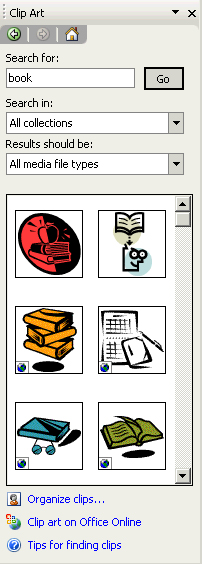 Clip Art
Search for:
book
Go
Search in:
All collections
Results should be:
All media file types
Organize clips...
Clip art on Office Online
Tips for finding clips